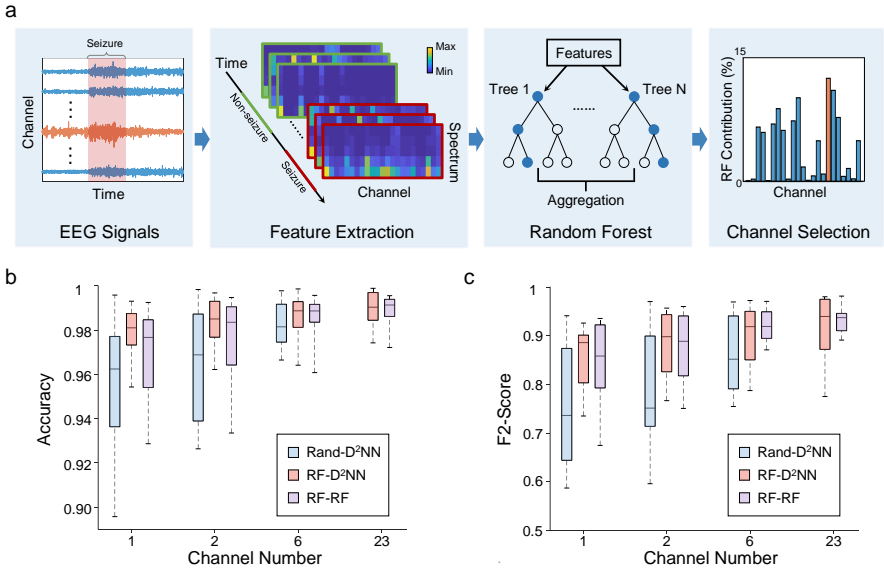 a
Seizure
Channel
Time
EEG Signals
Time
Max
Min
Non-seizure
......
Seizure
Spectrum
Channel
Feature Extraction
Features
Tree 1
Tree N
......
Aggregation
Random Forest
15
RF Contribution (%)
0
Channel
Channel Selection
b
1
0.98
0.96
0.94
0.92
0.90
Accuracy
Rand-D²NN
RF-D²NN
RF-RF
1 2 6 23
Channel Number
c
1
0.9
0.8
0.7
0.6
0.5
F2-Score
Rand-D²NN
RF-D²NN
RF-RF
1 2 6 23
Channel Number